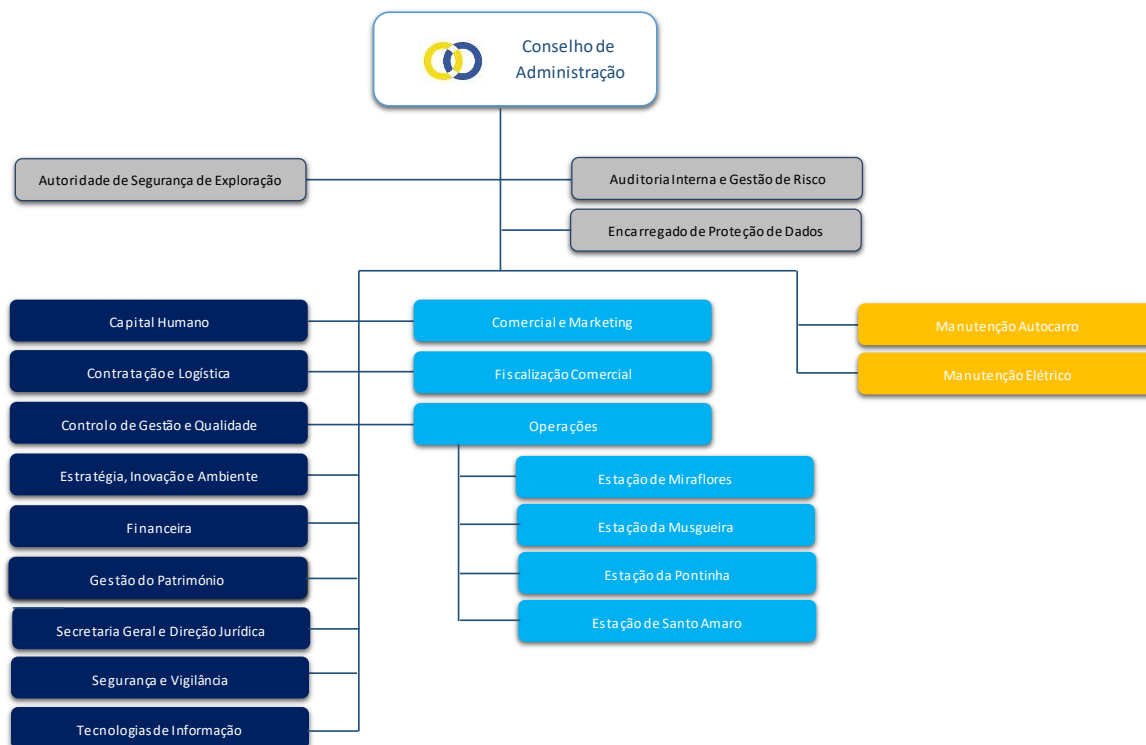 Conselho de
Administração
Autoridade de Segurança de Exploração
Auditoria Interna e Gestão de Risco
Encarregado de Proteção de Dados
Capital Humano
Comercial e Marketing
Manutenção Autocarro
Contratação e Logística
Fiscalização Comercial
Manutenção Elétrico
Controlo de Gestão e Qualidade
Operações
Estratégia, Inovação e Ambiente
Estação de Miraflores
Financeira
Estação da Musgueira
Gestão do Património
Estação da Pontinha
Secretaria Geral e Direção Jurídica
Estação de Santo Amaro
Segurança e Vigilância
Tecnologias de Informação